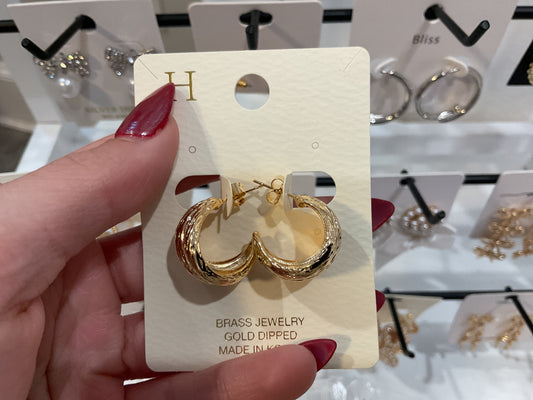 H
Bliss
BRASS JEWELRY
GOLD DIPPED
MADE IN